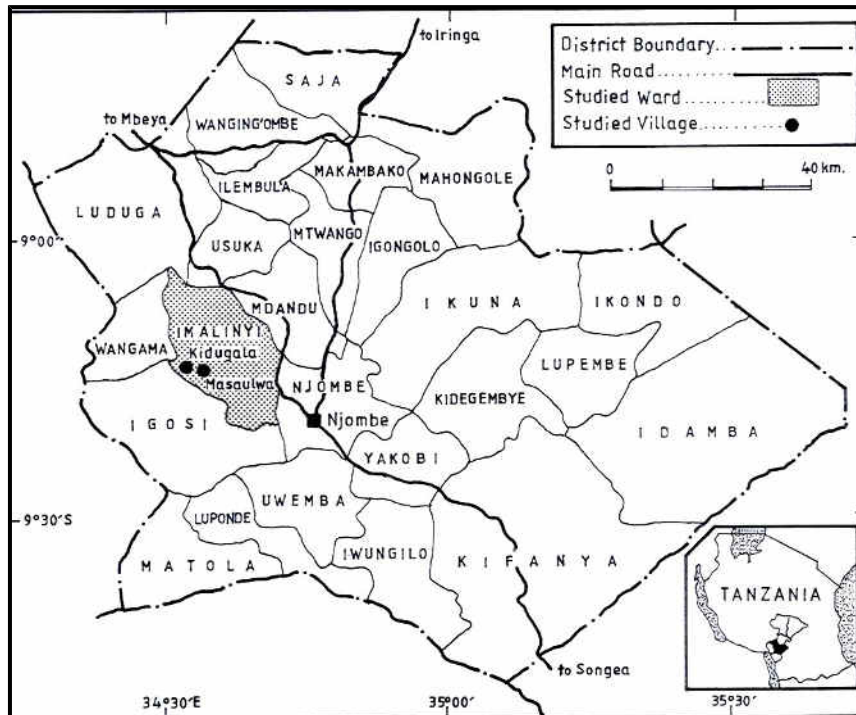 to Iringa
District Boundary
Main Road
Studied Ward
Studied Village
0 40 km.
SAJA
to Mbeya
WANGING'OMBE
MAKAMBAKO
MAHONGOLE
ILEMBULA
LUDUGA
MTWANGO
USUKA
IGONGOLO
9°00'
MDANDU
IKUNA
IKONDO
IMALINYI
WANGAMA
Kidugala
Masaulwa
LUPEMBE
NJOMBE
KIDEGEMBYE
Njombe
IGOSI
IDAMBA
YAKOBI
UWEMBA
9°30'S
LUPONDE
IWUNGILO
KIFANYA
MATOLA
TANZANIA
to Songea
34°30'E 35°00' 35°30'